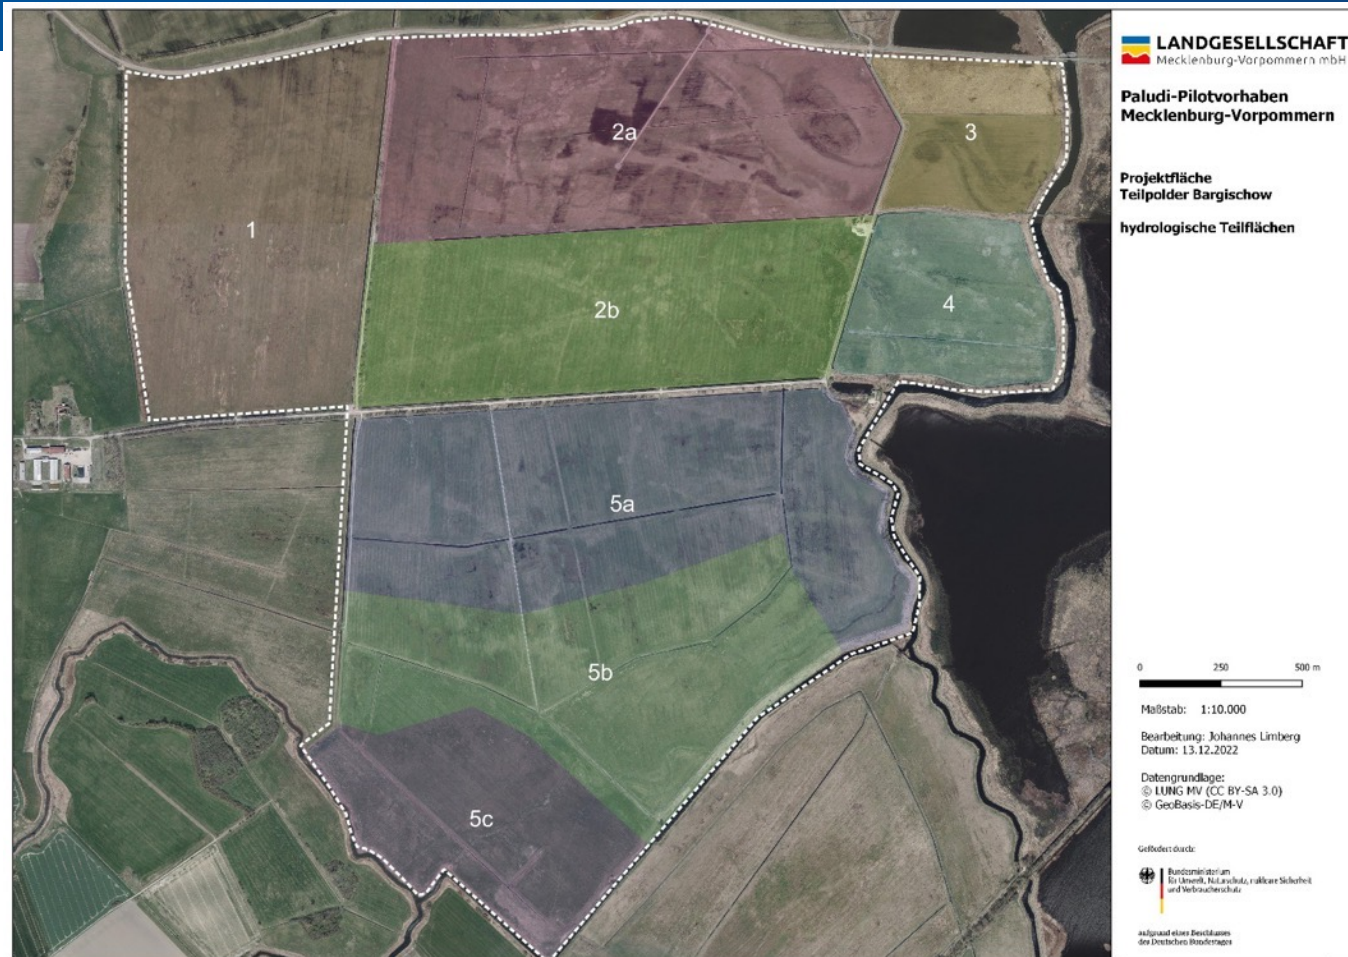 LANDGESELLSCHAFT
Mecklenburg-Vorpommern mbH
Paludi-Pilotvorhaben
Mecklenburg-Vorpommern
Projektfläche
Teilpolder Bargischow
hydrologische Teilflächen
1
2a
3
2b
4
5a
5b
5c
0 250 500 m
Maßstab: 1:10.000
Bearbeitung: Johannes Limberg
Datum: 13.12.2022
Datengrundlage:
© LUNG MV (CC BY-SA 3.0)
© GeoBasis-DE/M-V
Gefördert durch:
Bundesministerium
für Umwelt, Naturschutz, nukleare Sicherheit
und Verbraucherschutz
aufgrund eines Beschlusses
des Deutschen Bundestages